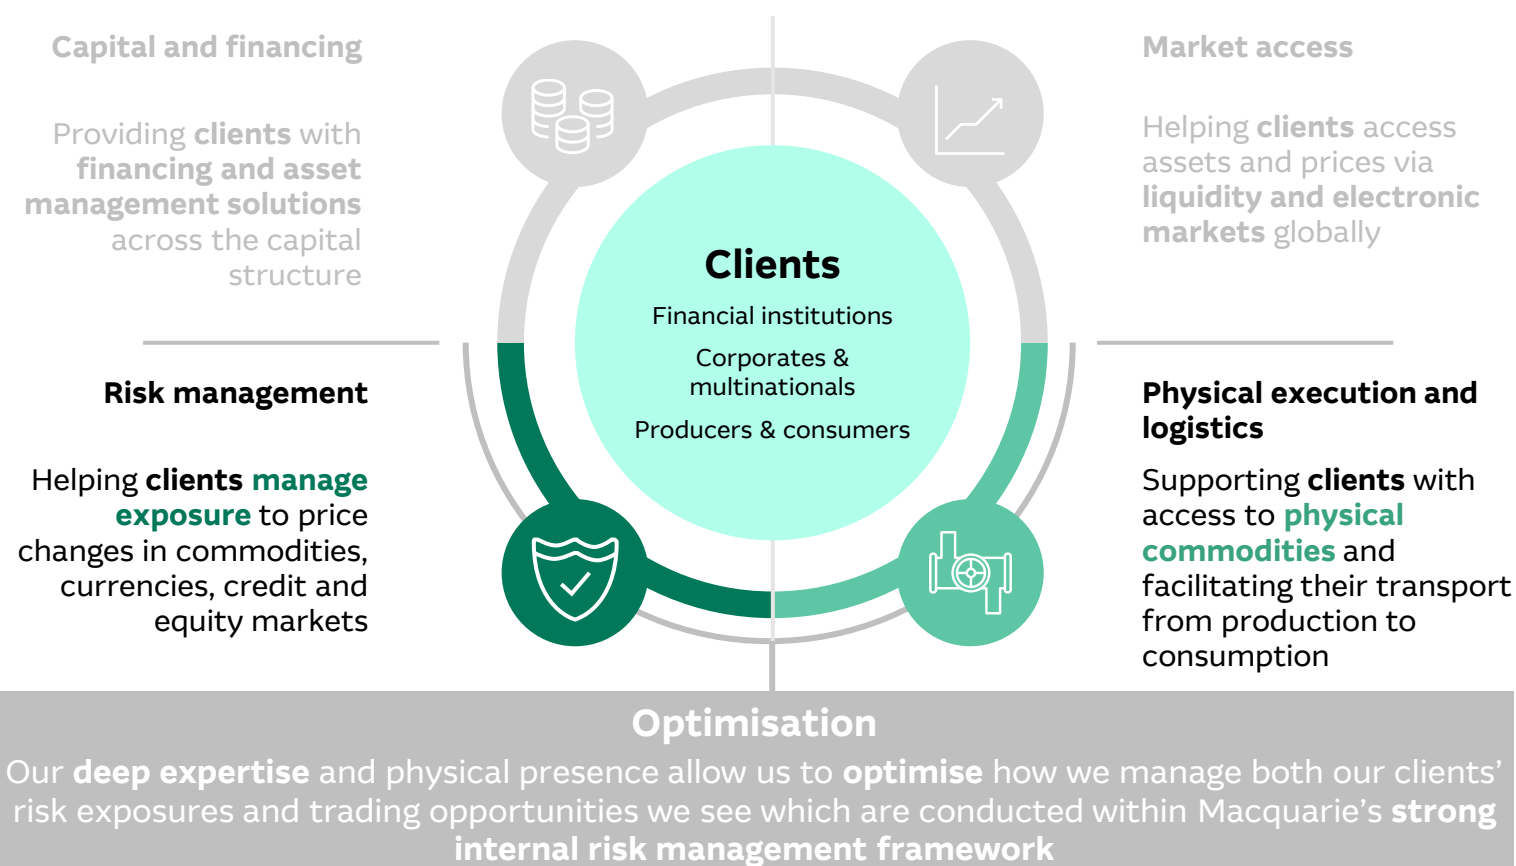 Capital and financing
Providing clients with
financing and asset
management solutions
across the capital
structure
Market access
Helping clients access
assets and prices via
liquidity and electronic
markets globally
Clients
Financial institutions
Corporates &
multinationals
Producers & consumers
Risk management
Helping clients manage
exposure to price
changes in commodities,
currencies, credit and
equity markets
Physical execution and
logistics
Supporting clients with
access to physical
commodities and
facilitating their transport
from production to
consumption
Optimisation
Our deep expertise and physical presence allow us to optimise how we manage both our clients’
risk exposures and trading opportunities we see which are conducted within Macquarie’s strong
internal risk management framework